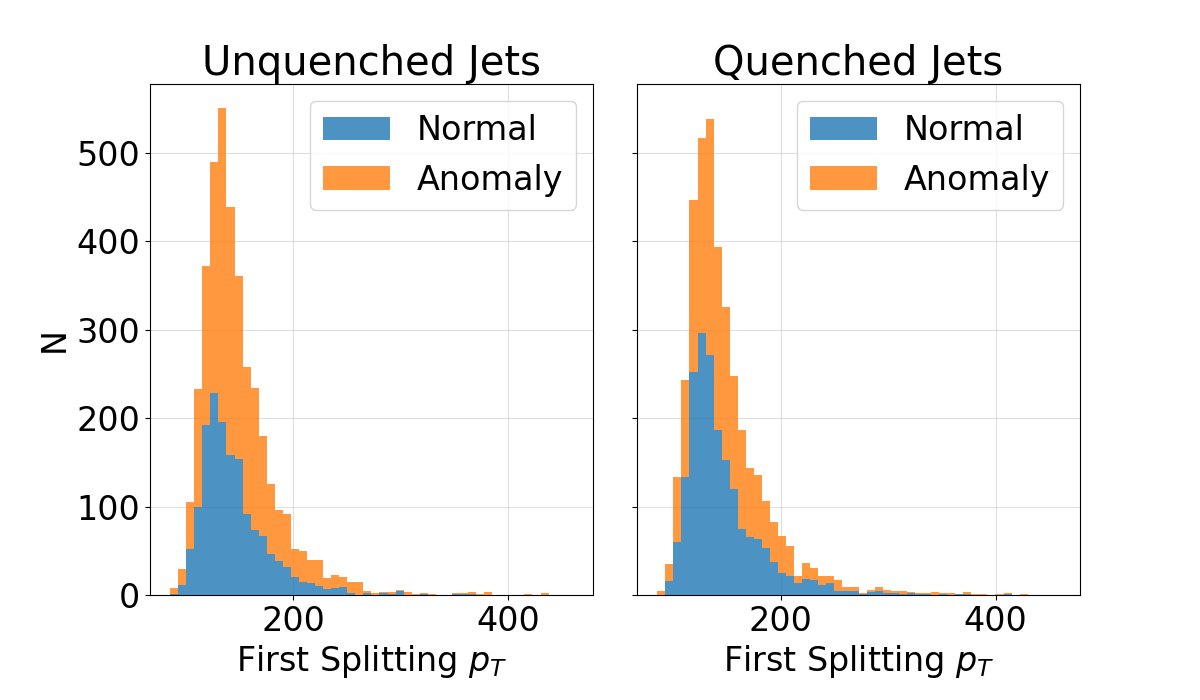 Unquenched Jets
Normal
Anomaly
N
500
400
300
200
100
0
200
400
First Splitting p_T
Quenched Jets
Normal
Anomaly
200
400
First Splitting p_T